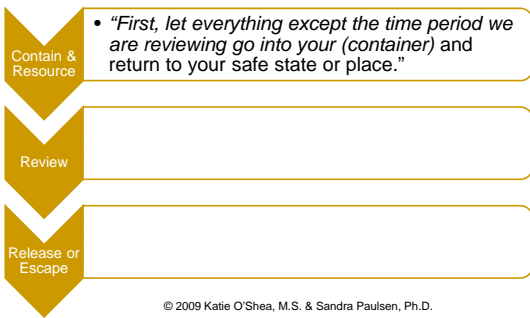 Contain &
Resource
• “First, let everything except the time period we
are reviewing go into your (container) and
return to your safe state or place.”
Review
Release or
Escape
© 2009 Katie O’Shea, M.S. & Sandra Paulsen, Ph.D.